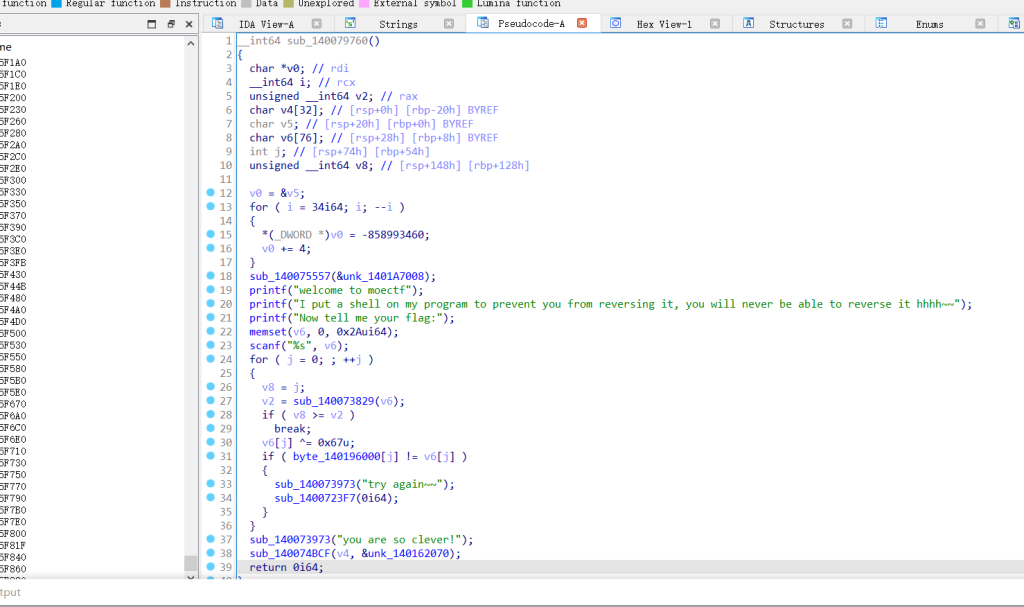 function Regular function Instruction Data Unexplored External symbol Lumina function
IDA View-A Strings Pseudocode-A Hex View-1 Structures Enums
me
5F1A0
5F1C0
5F1E0
5F200
5F230
5F260
5F280
5F2A0
5F2C0
5F2E0
5F300
5F330
5F350
5F370
5F390
5F3C0
5F3E0
5F3FB
5F430
5F44B
5F480
5F4A0
5F4D0
5F500
5F530
5F550
5F580
5F5B0
5F5E0
5F670
5F6A0
5F6C0
5F6E0
5F710
5F730
5F750
5F770
5F790
5F7B0
5F7E0
5F800
5F81F
5F840
5F860
1 __int64 sub_140079760()
2 {
3 char *v0; // rdi
4 __int64 i; // rcx
5 unsigned __int64 v2; // rax
6 char v4[32]; // [rsp+0h] [rbp-20h] BYREF
7 char v5; // [rsp+20h] [rbp+0h] BYREF
8 char v6[76]; // [rsp+28h] [rbp+8h] BYREF
9 int j; // [rsp+74h] [rbp+54h]
10 unsigned __int64 v8; // [rsp+148h] [rbp+128h]
11
12 v0 = &v5;
13 for ( i = 34i64; i; --i )
14 {
15 *(_DWORD *)v0 = -858993460;
16 v0 += 4;
17 }
18 sub_140075557(&unk_1401A7008);
19 printf("welcome to moectf");
20 printf("I put a shell on my program to prevent you from reversing it, you will never be able to reverse it hhhh~~");
21 printf("Now tell me your flag:");
22 memset(v6, 0, 0x2Aui64);
23 scanf("%s", v6);
24 for ( j = 0; ; ++j )
25 {
26 v8 = j;
27 v2 = sub_140073829(v6);
28 if ( v8 >= v2 )
29 break;
30 v6[j] ^= 0x67u;
31 if ( byte_140196000[j] != v6[j] )
32 {
33 sub_140073973("try again~~");
34 sub_1400723F7(0i64);
35 }
36 }
37 sub_140073973("you are so clever!");
38 sub_140074BCF(v4, &unk_140162070);
39 return 0i64;
tput